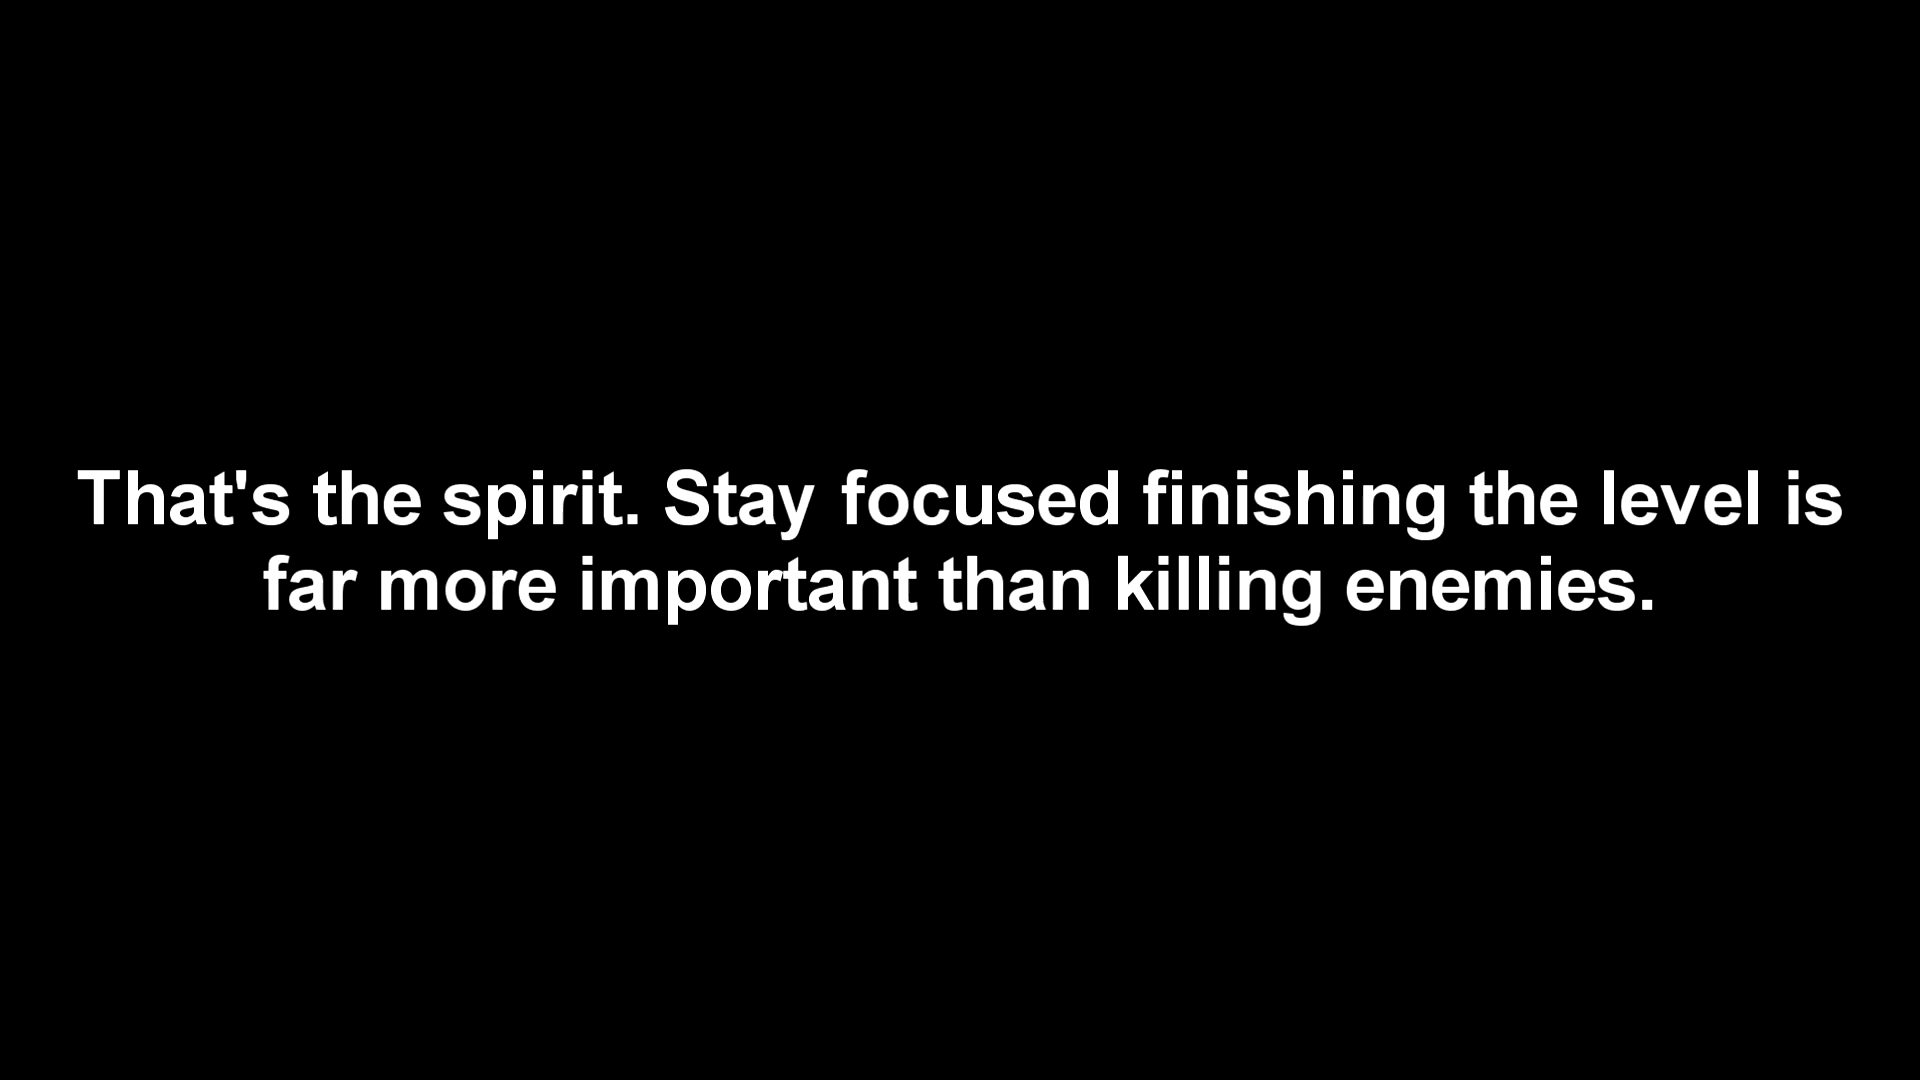 That's the spirit. Stay focused finishing the level is
far more important than killing enemies.